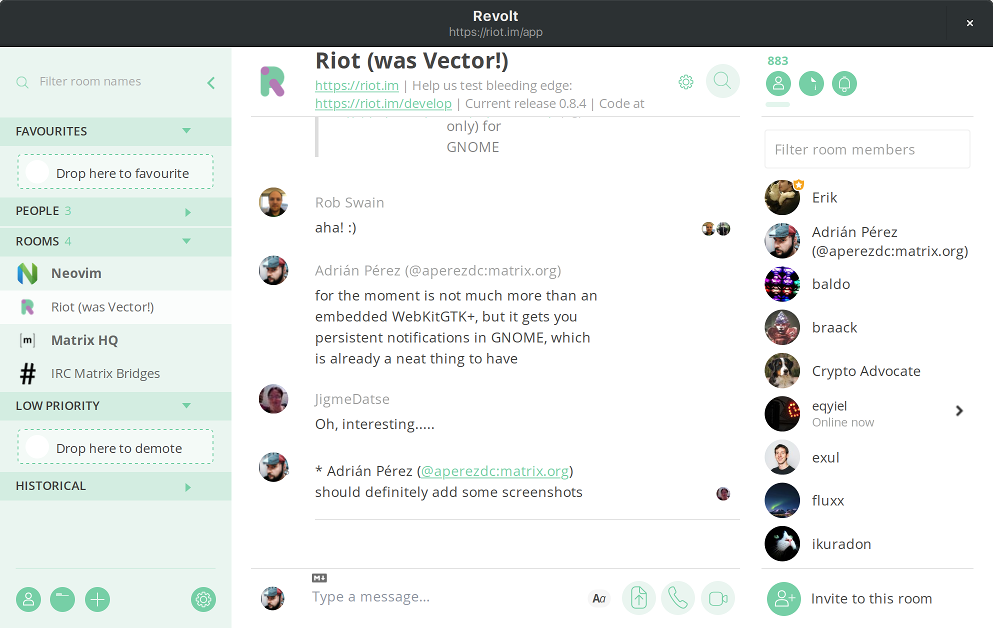 Revolt
https://riot.im/app
Filter room names
FAVOURITES
Drop here to favourite
PEOPLE 3
ROOMS 4
Neovim
Riot (was Vector!)
[m] Matrix HQ
# IRC Matrix Bridges
LOW PRIORITY
Drop here to demote
HISTORICAL
Riot (was Vector!)
https://riot.im | Help us test bleeding edge:
https://riot.im/develop | Current release 0.8.4 | Code at
only) for
GNOME
Rob Swain
aha! :)
Adrián Pérez (@aperezdc:matrix.org)
for the moment is not much more than an
embedded WebKitGTK+, but it gets you
persistent notifications in GNOME, which
is already a neat thing to have
JigmeDatse
Oh, interesting.....
* Adrián Pérez (@aperezdc:matrix.org)
should definitely add some screenshots
M
Type a message...
Aa
883
Filter room members
Erik
Adrián Pérez
(@aperezdc:matrix.org)
baldo
braack
Crypto Advocate
eqyiel
Online now
exul
fluxx
ikuradon
Invite to this room